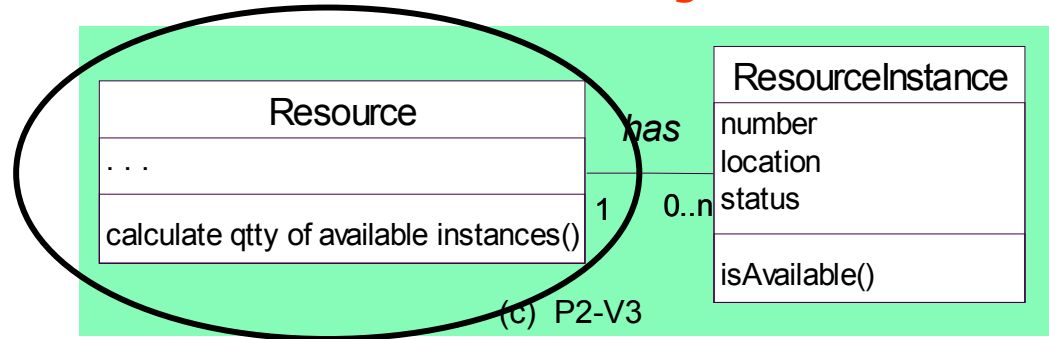 Resource
. . .
calculate qtty of available instances()
has
1
0..n
ResourceInstance
number
location
status
isAvailable()
(c) P2-V3